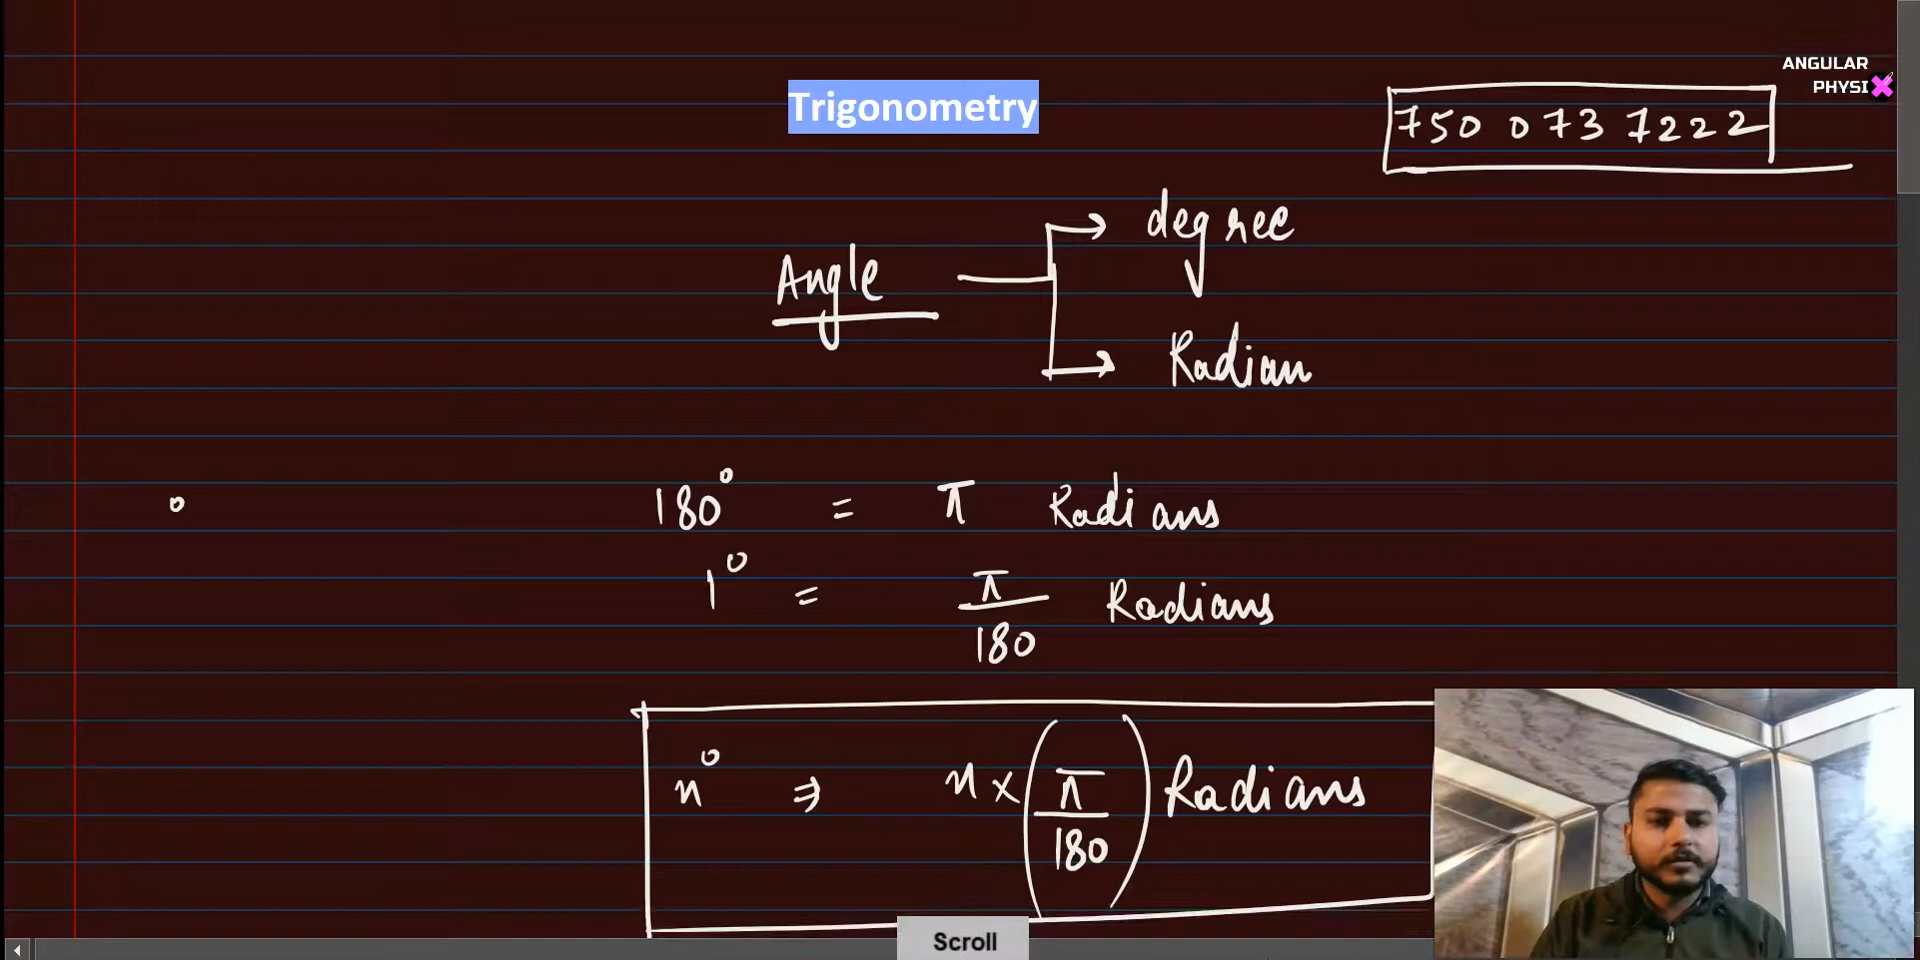 ANGULAR
PHYSI
Trigonometry
750 073 7222
degree
Angle
Radian
180° = π Radians
1° = π/180 Radians
n° ⇒ n × (π/180) Radians
Scroll